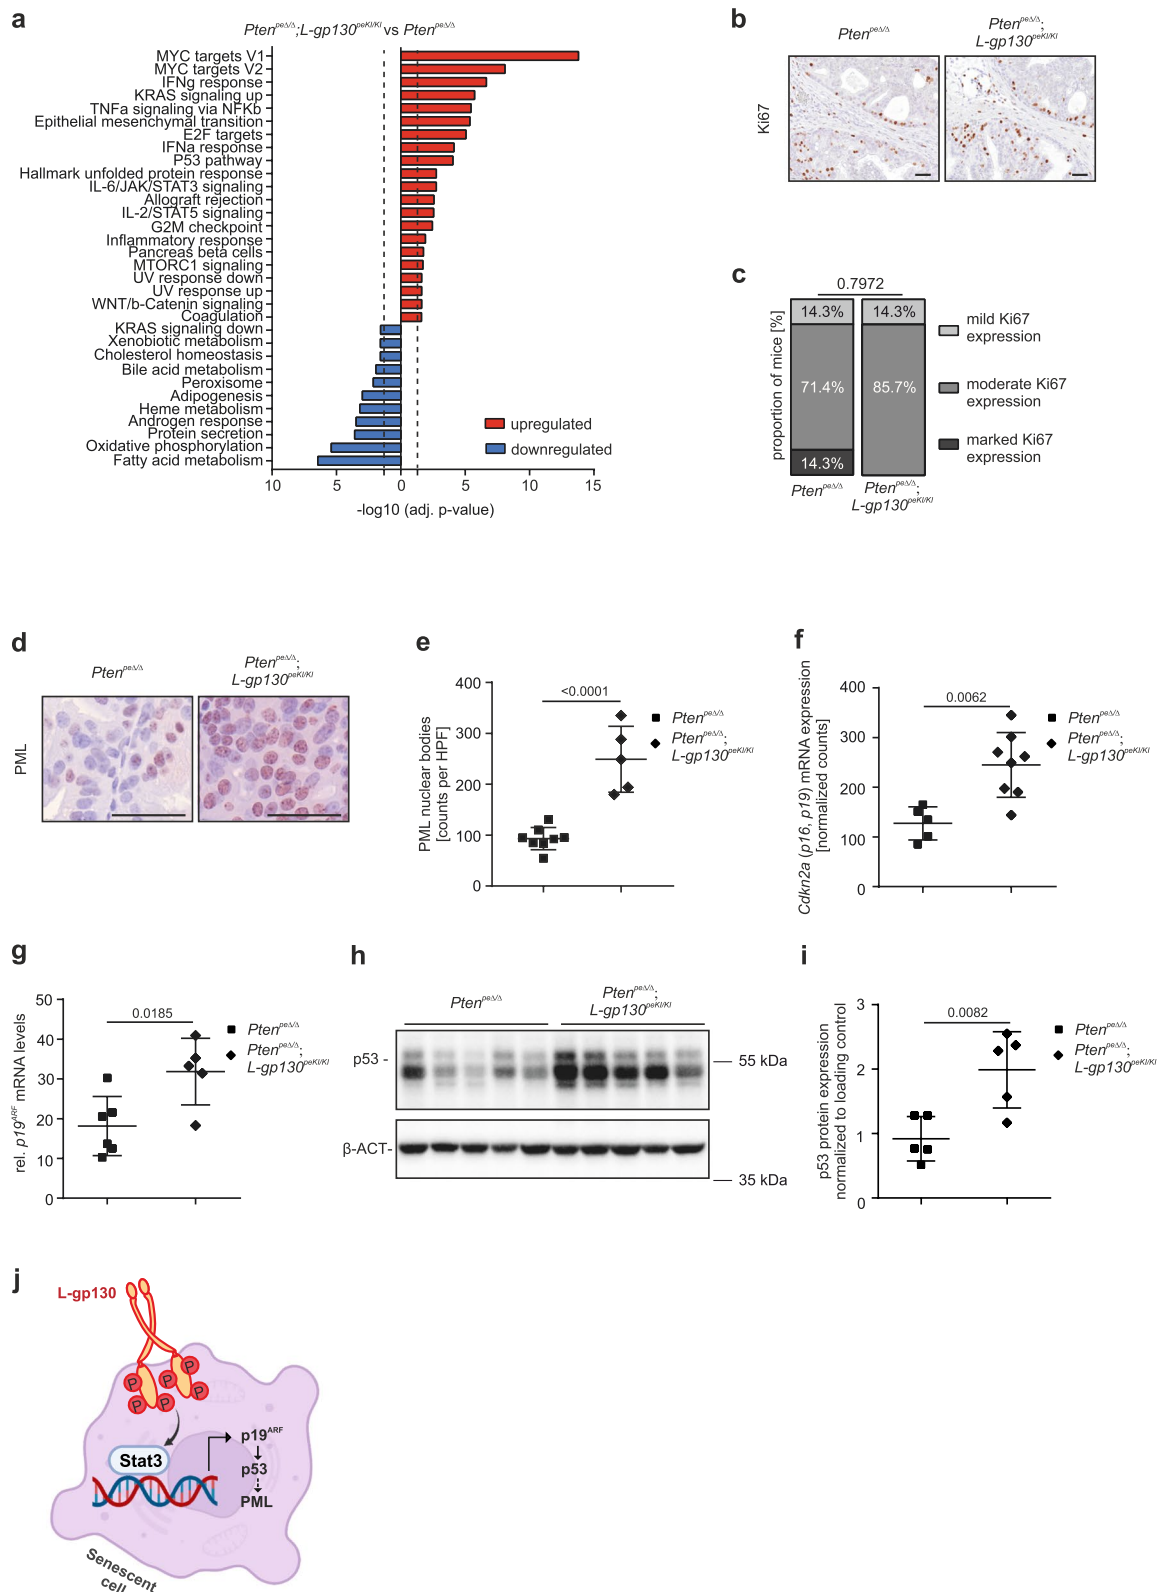 a
Pten^peΔ/Δ;L-gp130^peKI/KI vs Pten^peΔ/Δ
MYC targets V1
MYC targets V2
IFNg response
KRAS signaling up
TNFa signaling via NFKb
Epithelial mesenchymal transition
E2F targets
IFNa response
P53 pathway
Hallmark unfolded protein response
IL-6/JAK/STAT3 signaling
Allograft rejection
IL-2/STAT5 signaling
G2M checkpoint
Inflammatory response
Pancreas beta cells
MTORC1 signaling
UV response down
UV response up
WNT/b-Catenin signaling
Coagulation
KRAS signaling down
Xenobiotic metabolism
Cholesterol homeostasis
Bile acid metabolism
Peroxisome
Adipogenesis
Heme metabolism
Androgen response
Protein secretion
Oxidative phosphorylation
Fatty acid metabolism
upregulated
downregulated
10 5 0 5 10 15
-log10 (adj. p-value)
b
Pten^peΔ/Δ
Pten^peΔ/Δ;
L-gp130^peKI/KI
Ki67
c
0.7972
proportion of mice [%]
14.3% 14.3%
71.4% 85.7%
14.3%
mild Ki67
expression
moderate Ki67
expression
marked Ki67
expression
Pten^peΔ/Δ
Pten^peΔ/Δ;
L-gp130^peKI/KI
d
Pten^peΔ/Δ
Pten^peΔ/Δ;
L-gp130^peKI/KI
PML
e
PML nuclear bodies
[counts per HPF]
400
300
200
100
0
<0.0001
Pten^peΔ/Δ
Pten^peΔ/Δ;
L-gp130^peKI/KI
f
Cdkn2a (p16, p19) mRNA expression
[normalized counts]
400
300
200
100
0
0.0062
Pten^peΔ/Δ
Pten^peΔ/Δ;
L-gp130^peKI/KI
g
rel. p19^ARF mRNA levels
50
40
30
20
10
0
0.0185
Pten^peΔ/Δ
Pten^peΔ/Δ;
L-gp130^peKI/KI
h
Pten^peΔ/Δ
Pten^peΔ/Δ;
L-gp130^peKI/KI
p53 -
55 kDa
β-ACT-
35 kDa
i
p53 protein expression
normalized to loading control
3
2
1
0
0.0082
Pten^peΔ/Δ
Pten^peΔ/Δ;
L-gp130^peKI/KI
j
L-gp130
P
P P
P P P
Stat3
p19^ARF
p53
PML
Senescent
cell